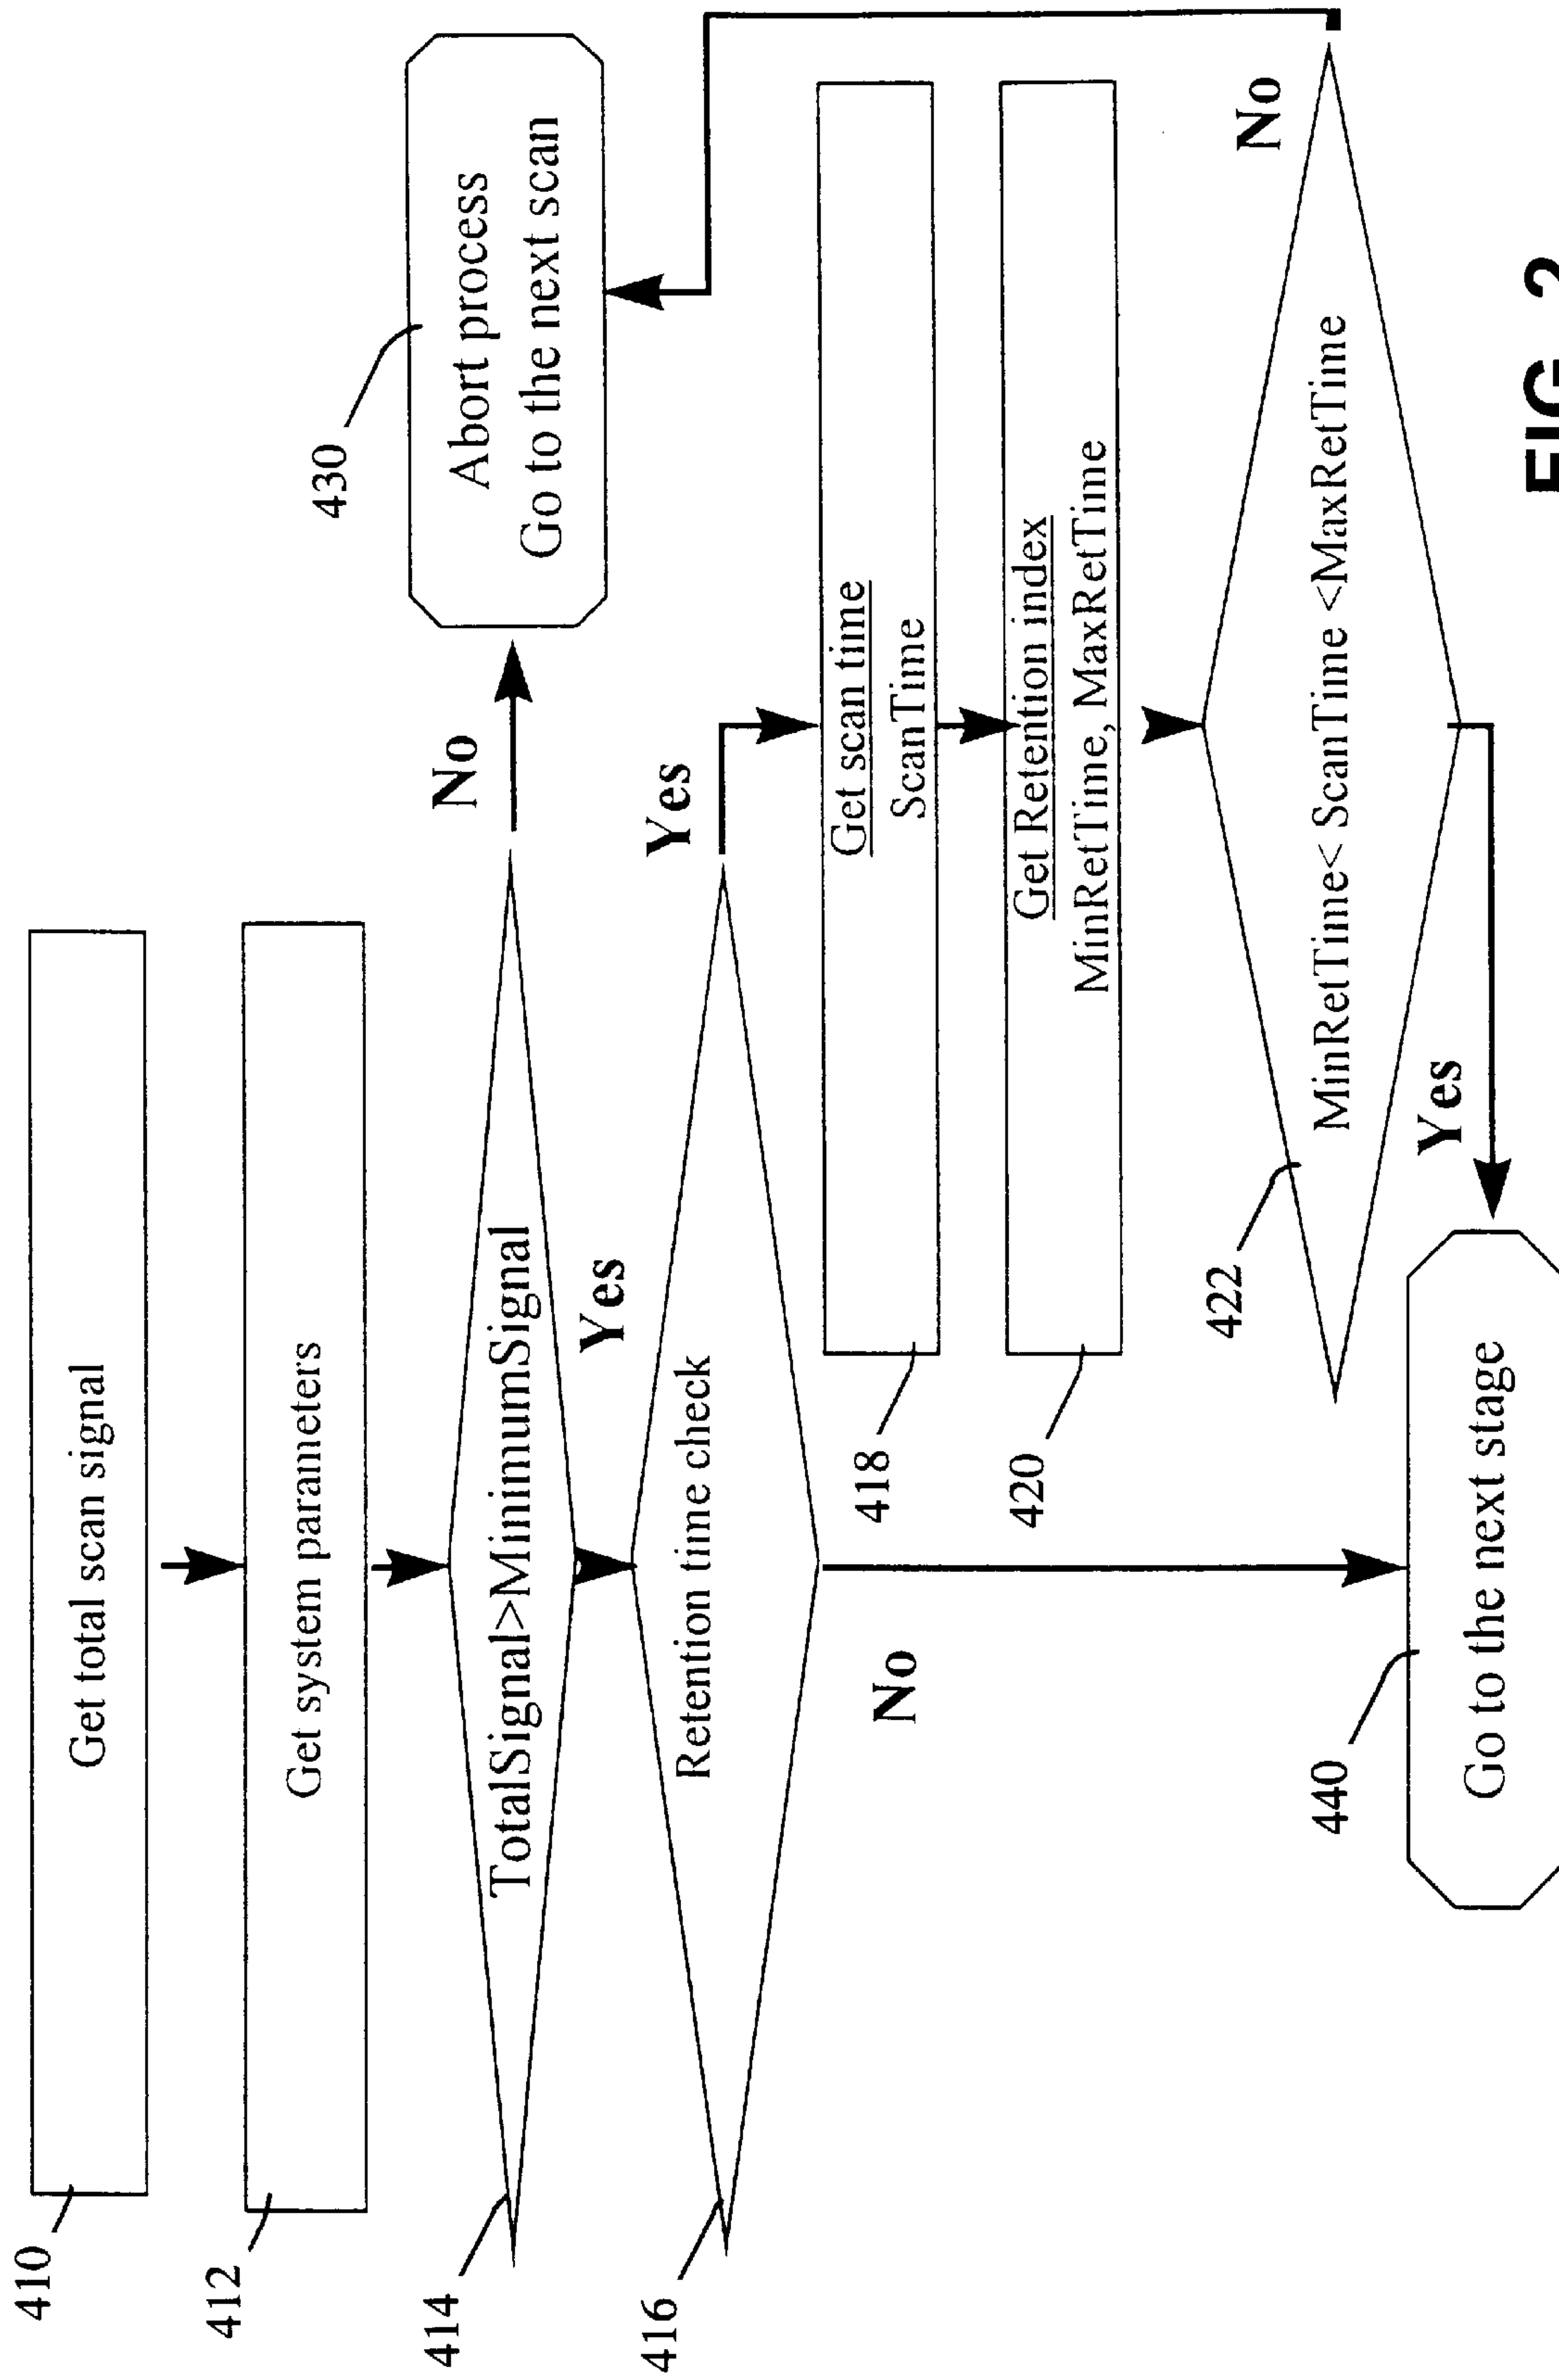 410
Get total scan signal
412
Get system parameters
414
TotalSignal>MinimumSignal
No
430
Abort process
Go to the next scan
Yes
416
Retention time check
Yes
No
418
Get scan time
ScanTime
420
Get Retention index
MinRetTime, MaxRetTime
422
MinRetTime< ScanTime <MaxRetTime
No
Yes
440
Go to the next stage
FIG. 2